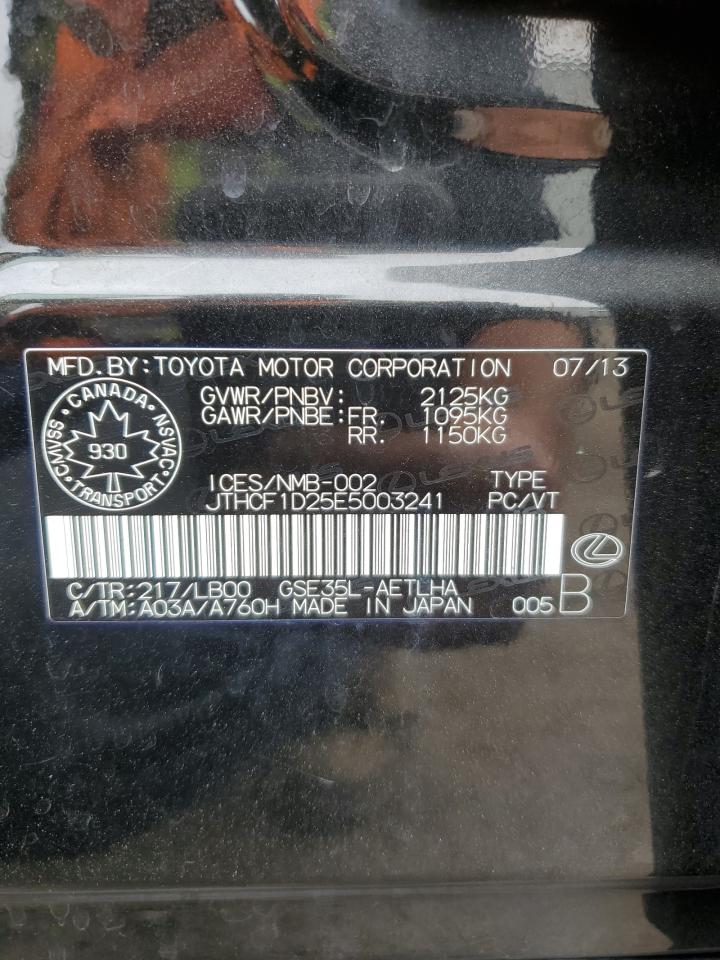 MFD.BY:TOYOTA MOTOR CORPORATION 07/13
CANADA
CMVSS NSVAC
930
TRANSPORT
GVWR/PNBV: 2125KG
GAWR/PNBE:FR. 1095KG
RR. 1150KG
ICES/NMB-002 TYPE
JTHCF1D25E5003241 PC/VT
C/TR:217/LB00 GSE35L-AETLHA
A/TM:A03A/A760H MADE IN JAPAN 005 B